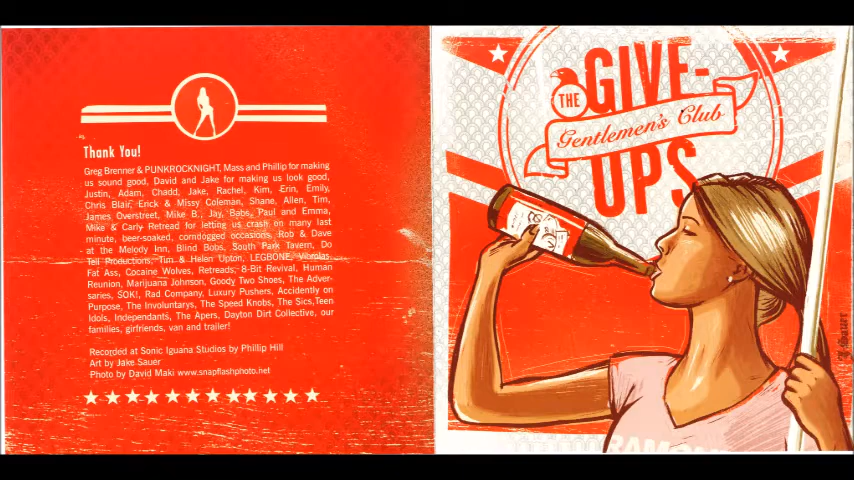 Thank You!
Greg Brenner & PUNKROCKNIGHT, Mass and Phillip for making
us sound good, David and Jake for making us look good,
Justin, Adam, Chadd, Jake, Rachel, Kim, Erin, Emily,
Chris Blair, Erick & Missy Coleman, Shane, Allen, Tim,
James Overstreet, Mike B., Jay, Babs, Paul and Emma,
Mike & Carly Retread for letting us crash on many last
minute, beer-soaked, corndogged occasions, Rob & Dave
at the Melody Inn, Blind Bobs, South Park Tavern, Do
Tell Productions, Tim & Helen Upton, LEGBONE,
Fat Ass, Cocaine Wolves, Retreads, 8-Bit Revival, Human
Reunion, Marijuana Johnson, Goody Two Shoes, The Adver-
saries, SOK!, Rad Company, Luxury Pushers, Accidently on
Purpose, The Involuntarys, The Speed Knobs, The Sics,Teen
Idols, Independants, The Apers, Dayton Dirt Collective, our
families, girfriends, van and trailer!
Recorded at Sonic Iguana Studios by Phillip Hill
Art by Jake Sauer
Photo by David Maki www.snapflashphoto.net
THE
GIVE-
Gentlemen's Club
UPS
J. Sauer
RAMON